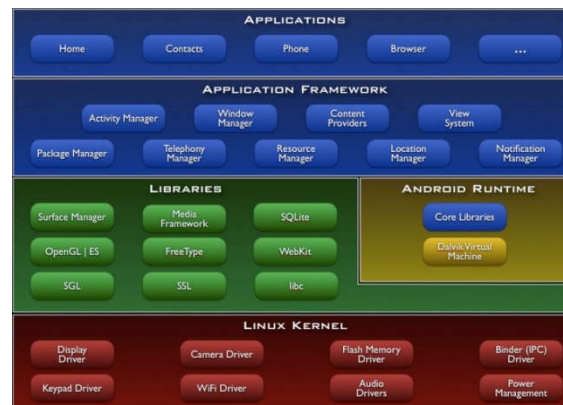 APPLICATIONS
Home
Contacts
Phone
Browser
...
APPLICATION FRAMEWORK
Activity Manager
Window
Manager
Content
Providers
View
System
Package Manager
Telephony
Manager
Resource
Manager
Location
Manager
Notification
Manager
LIBRARIES
Surface Manager
Media
Framework
SQLite
OpenGL | ES
FreeType
WebKit
SGL
SSL
libc
ANDROID RUNTIME
Core Libraries
Dalvik Virtual
Machine
LINUX KERNEL
Display
Driver
Camera Driver
Flash Memory
Driver
Binder (IPC)
Driver
Keypad Driver
WiFi Driver
Audio
Drivers
Power
Management